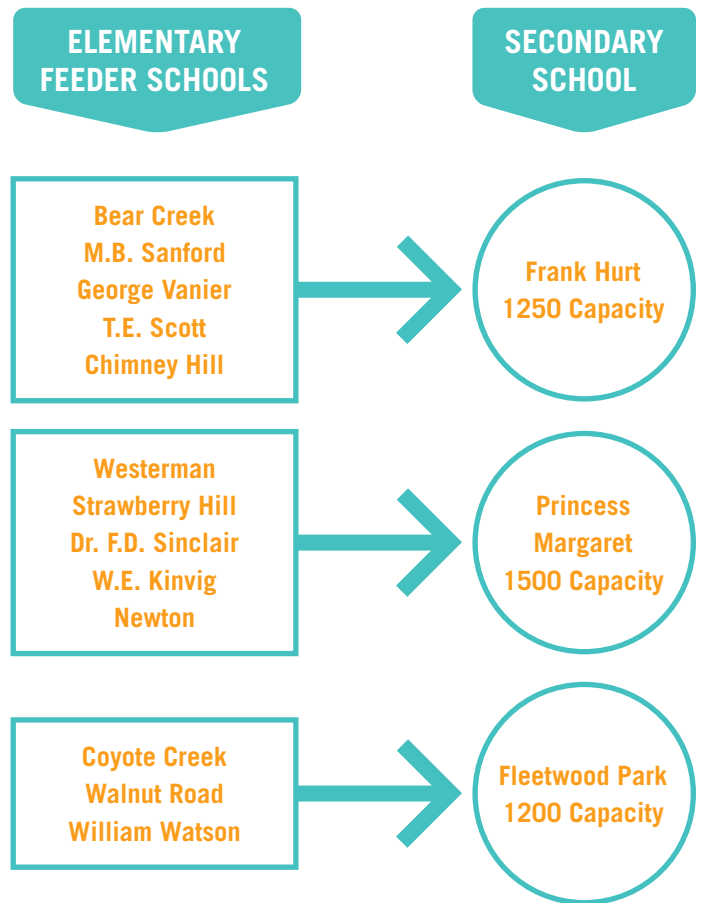 ELEMENTARY
FEEDER SCHOOLS
SECONDARY
SCHOOL
Bear Creek
M.B. Sanford
George Vanier
T.E. Scott
Chimney Hill
Frank Hurt
1250 Capacity
Westerman
Strawberry Hill
Dr. F.D. Sinclair
W.E. Kinvig
Newton
Princess
Margaret
1500 Capacity
Coyote Creek
Walnut Road
William Watson
Fleetwood Park
1200 Capacity